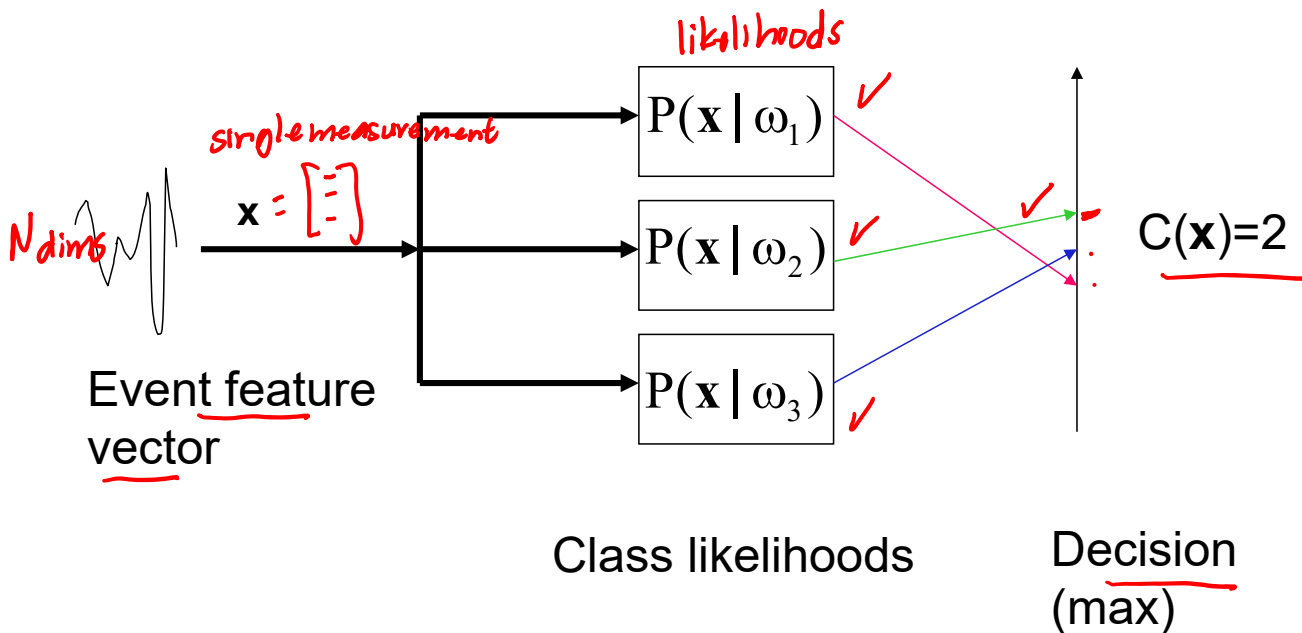 likelihoods
P(x | ω₁)
single measurement
N dims
x = [ - - - ]
P(x | ω₂)
C(x)=2
P(x | ω₃)
Event feature
vector
Class likelihoods
Decision
(max)